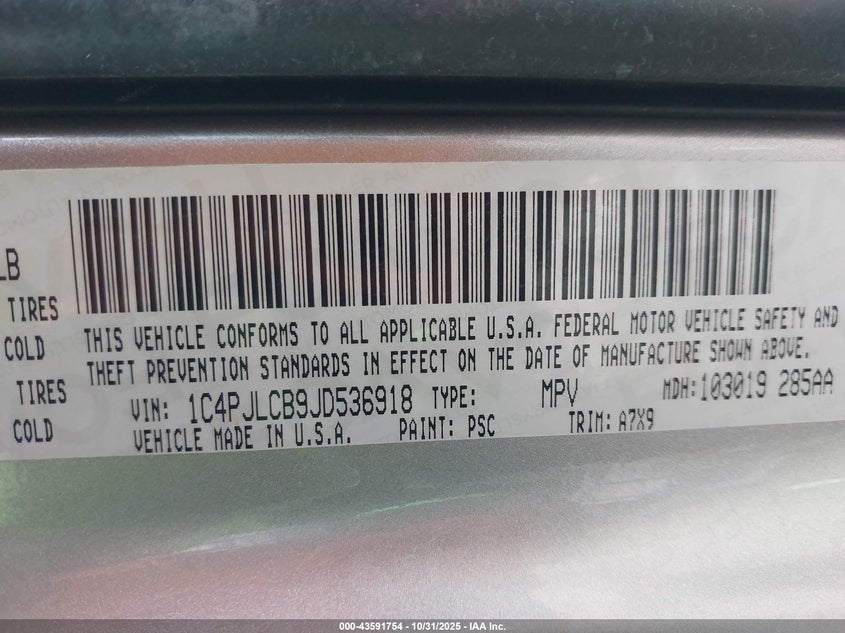 LB
TIRES
COLD
TIRES
COLD
THIS VEHICLE CONFORMS TO ALL APPLICABLE U.S.A. FEDERAL MOTOR VEHICLE SAFETY AND
THEFT PREVENTION STANDARDS IN EFFECT ON THE DATE OF MANUFACTURE SHOWN ABOVE.
VIN: 1C4PJLCB9JD536918 TYPE: MPV MDH: 103019 285AA
VEHICLE MADE IN U.S.A. PAINT: PSC TRIM: A7X9
000-43591754 - 10/31/2025 - IAA Inc.